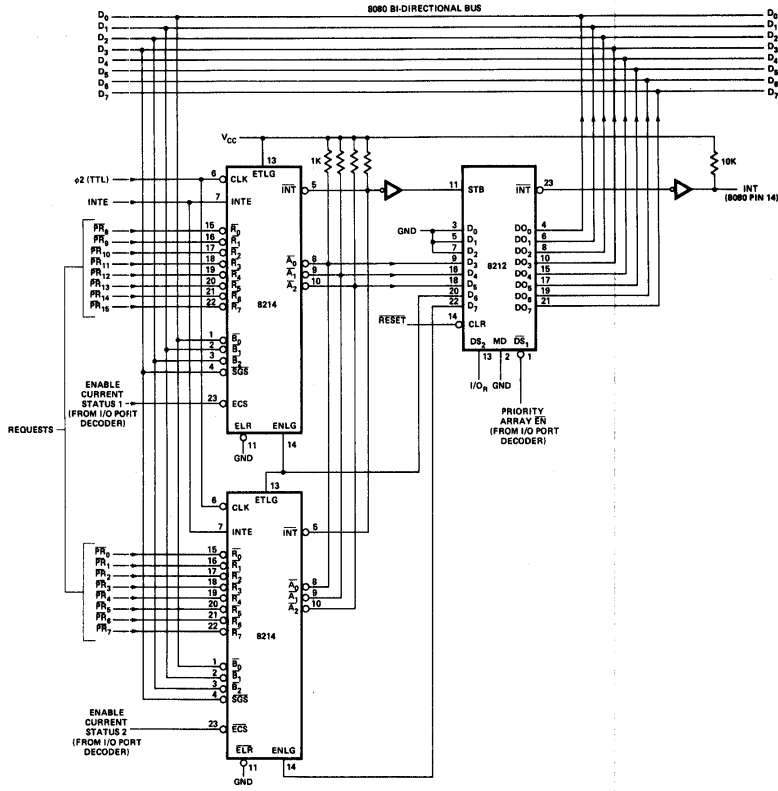 8080 BI-DIRECTIONAL BUS
D0 D0
D1 D1
D2 D2
D3 D3
D4 D4
D5 D5
D6 D6
D7 D7
VCC
1K
10K
13
ETLG
φ2 (TTL)
6 CLK
INTE
7 INTE
INT 5
11 STB
INT 23
INT
(8080 PIN 14)
PR8 15 R0
PR9 16 R1
PR10 17 R2
PR11 18 R3
PR12 19 R4
PR13 20 R5
PR14 21 R6
PR15 22 R7
A0 8
A1 9
A2 10
8214
GND
3 D0
5 D1
7 D2
9 D3
16 D4
18 D5
20 D6
22 D7
8212
DO0 4
DO1 6
DO2 8
DO3 10
DO4 15
DO5 17
DO6 19
DO7 21
RESET
14 CLR
DS2 MD DS1
13 2 1
I/OR GND
PRIORITY
ARRAY EN
(FROM I/O PORT
DECODER)
1 B0
2 B1
3 B2
4 SGS
ENABLE
CURRENT
STATUS 1
(FROM I/O PORT
DECODER)
23 ECS
ELR ENLG
11 14
GND
REQUESTS
13
ETLG
6 CLK
7 INTE
INT 5
PR0 15 R0
PR1 16 R1
PR2 17 R2
PR3 18 R3
PR4 19 R4
PR5 20 R5
PR6 21 R6
PR7 22 R7
A0 8
A1 9
A2 10
8214
1 B0
2 B1
3 B2
4 SGS
ENABLE
CURRENT
STATUS 2
(FROM I/O PORT
DECODER)
23 ECS
ELR ENLG
11 14
GND